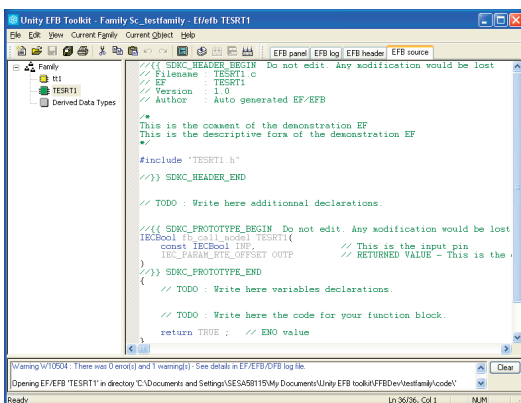 Unity EFB Toolkit - Family Sc_testfamily - Ef/efb TESRT1
File Edit View Current Family Current Object Help
EFB panel EFB log EFB header EFB source
Family
tt1
TESRT1
Derived Data Types
//{{ SDKC_HEADER_BEGIN Do not edit. Any modification would be lost
// Filename : TESRT1.c
// EF : TESRT1
// Version : 1.0
// Author : Auto generated EF/EFB
/*
This is the comment of the demonstration EF
This is the descriptive form of the demonstration EF
*/
#include "TESRT1.h"
//}} SDKC_HEADER_END
// TODO : Write here additionnal declarations.
//{{ SDKC_PROTOTYPE_BEGIN Do not edit. Any modification would be lost
IECBool fb_call_model TESRT1(
const IECBool INP, // This is the input pin
IEC_PARAM_RTE_OFFSET OUTP // RETURNED VALUE - This is the
)
//}} SDKC_PROTOTYPE_END
{
// TODO : Write here variables declarations.
// TODO : Write here the code for your function block.
return TRUE ; // ENO value
}
Warning W10504 : There was 0 error(s) and 1 warning(s) - See details in EF/EFB/DFB log file.
Clear
Opening EF/EFB 'TESRT1' in directory 'C:\Documents and Settings\SESA58115\My Documents\Unity EFB toolkit\FFBDev\testfamily\code\'
Ready Ln 36/36, Col 1 NUM